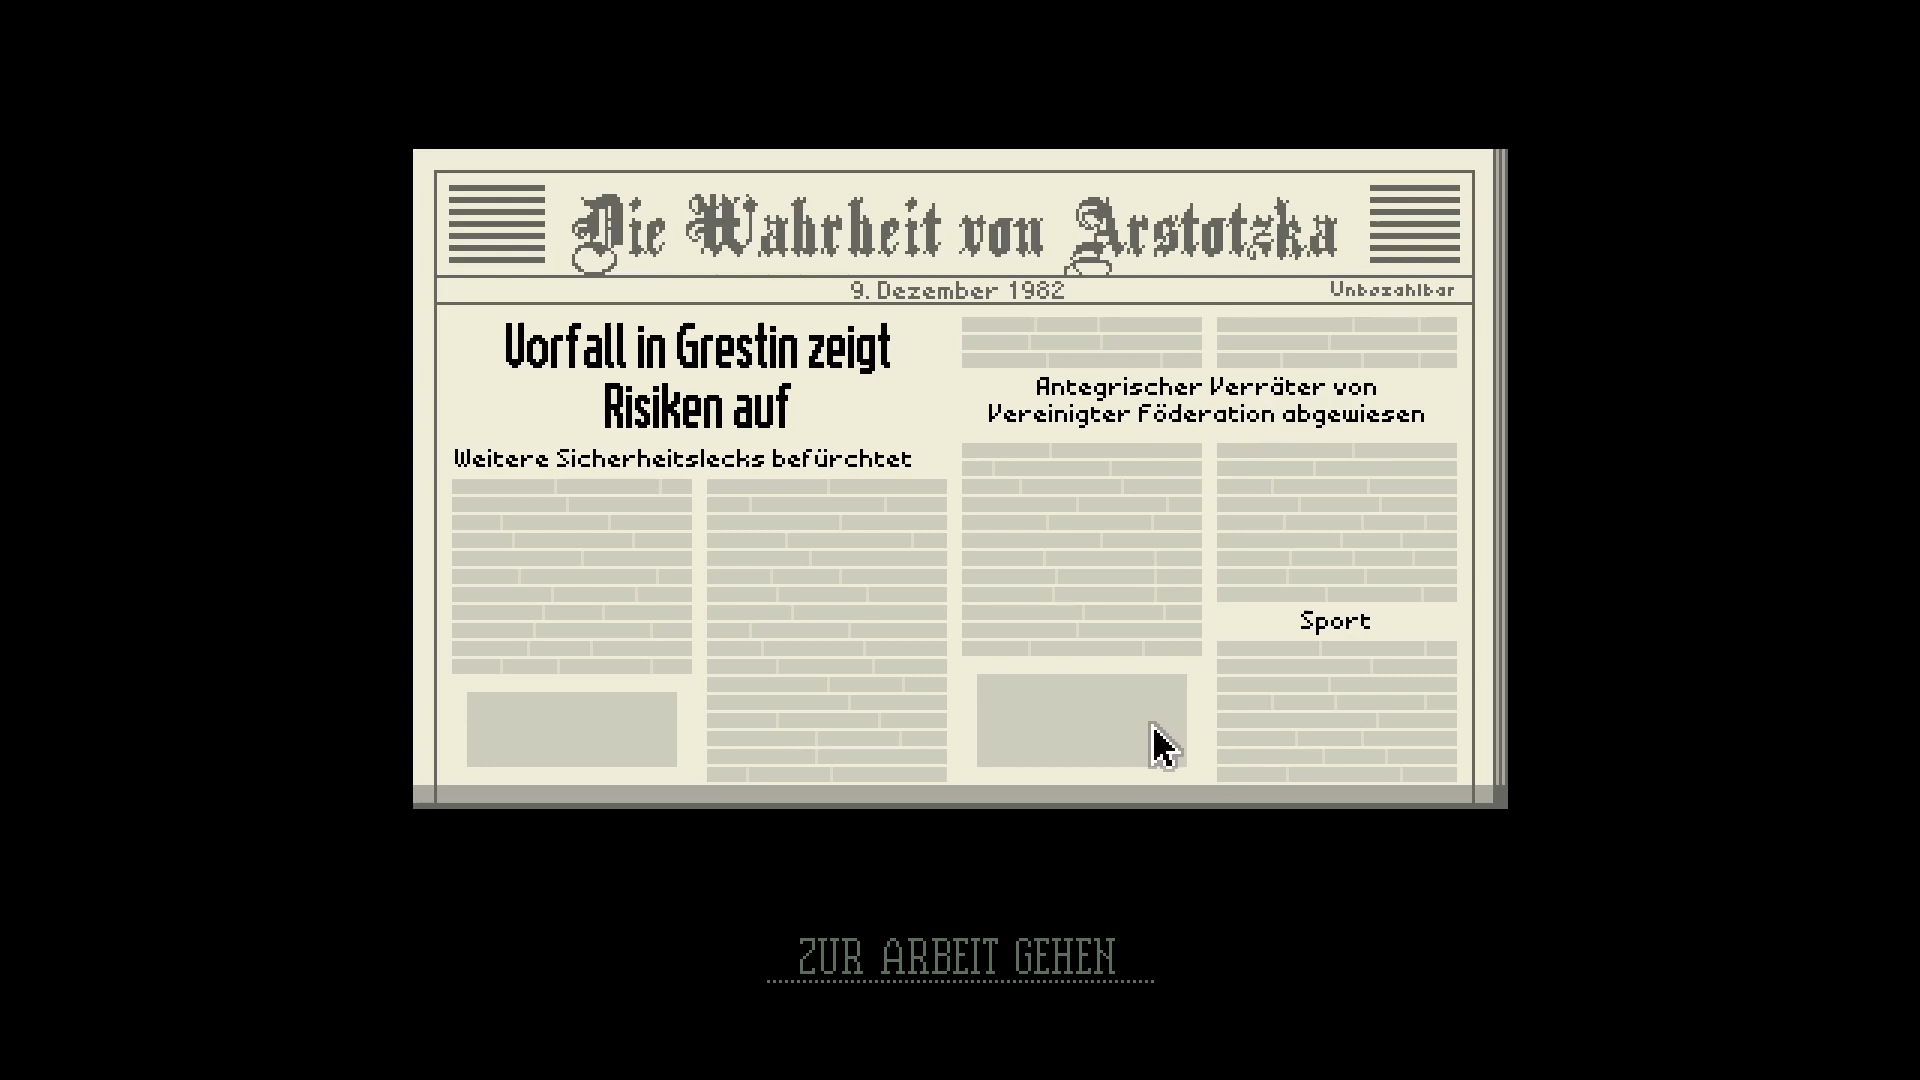 Die Wahrheit von Arstotzka
9. Dezember 1982
Unbezahlbar
Vorfall in Grestin zeigt
Risiken auf
Weitere Sicherheitslecks befürchtet
Antegrischer Verräter von
Vereinigter Föderation abgewiesen
Sport
ZUR ARBEIT GEHEN